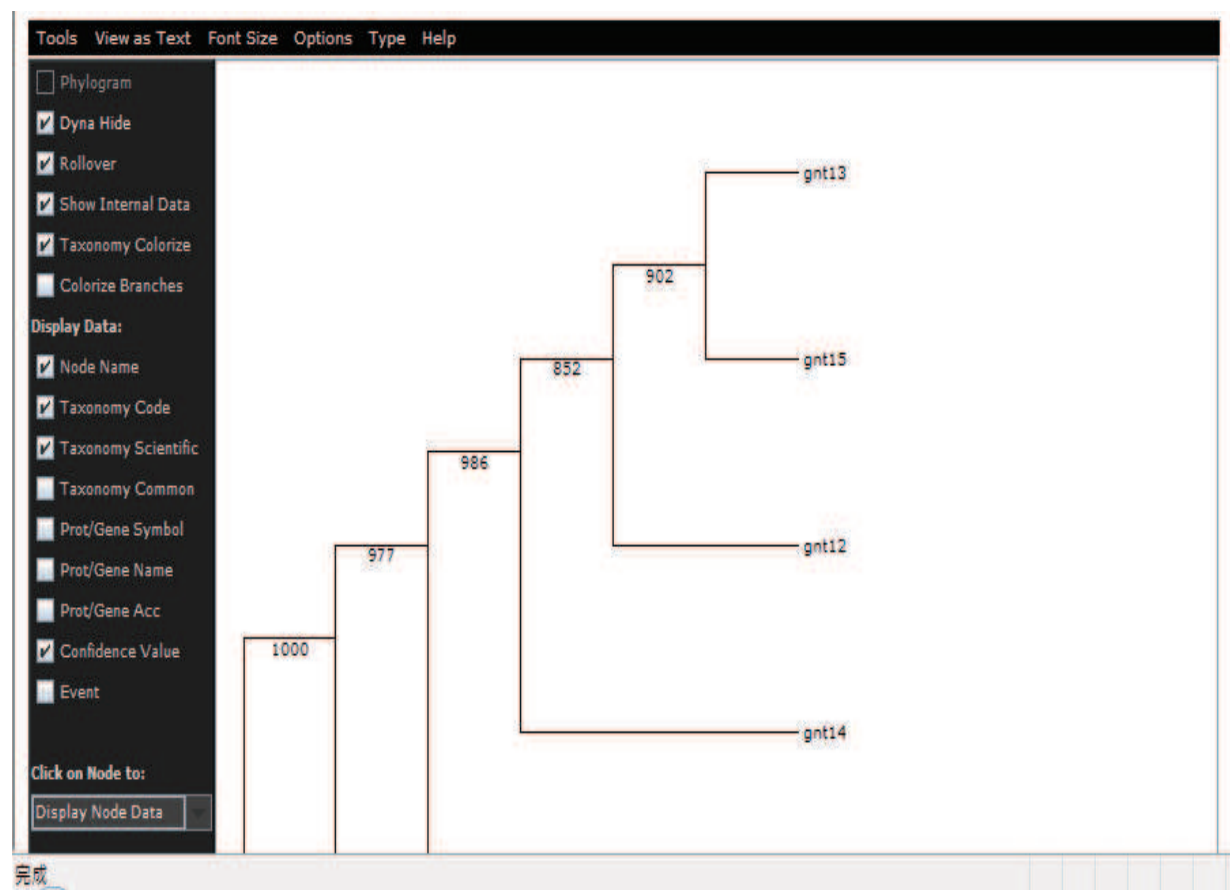 Tools View as Text Font Size Options Type Help
Phylogram
Dyna Hide
Rollover
Show Internal Data
Taxonomy Colorize
Colorize Branches
Display Data:
Node Name
Taxonomy Code
Taxonomy Scientific
Taxonomy Common
Prot/Gene Symbol
Prot/Gene Name
Prot/Gene Acc
Confidence Value
Event
Click on Node to:
Display Node Data
gnt13
902
gnt15
852
986
gnt12
977
1000
gnt14
完成